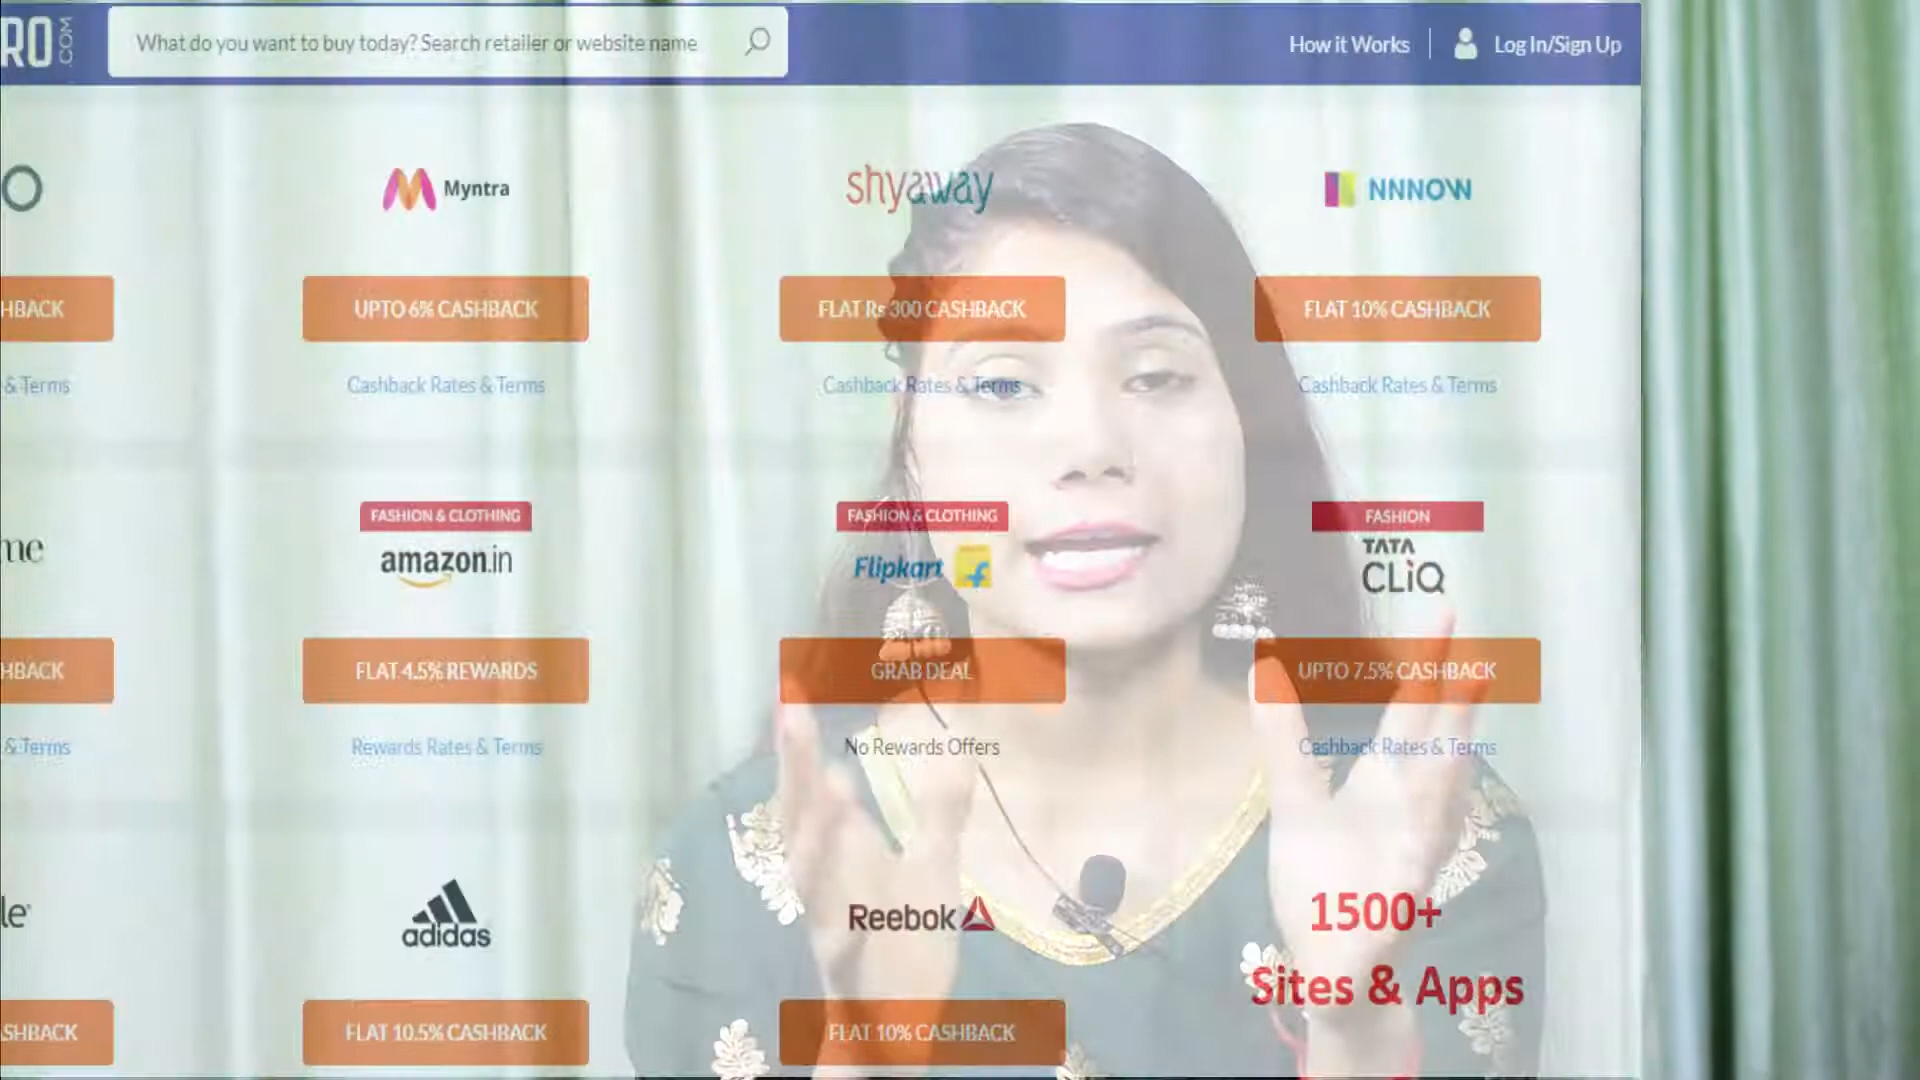 RO .COM
What do you want to buy today? Search retailer or website name
How it Works
Log In/Sign Up
O
Myntra
shyaway
NNNOW
HBACK
UPTO 6% CASHBACK
FLAT Rs 300 CASHBACK
FLAT 10% CASHBACK
& Terms
Cashback Rates & Terms
Cashback Rates & Terms
Cashback Rates & Terms
FASHION & CLOTHING
FASHION & CLOTHING
FASHION
me
amazon.in
Flipkart f
TATA
CLiQ
HBACK
FLAT 4.5% REWARDS
GRAB DEAL
UPTO 7.5% CASHBACK
& Terms
Rewards Rates & Terms
No Rewards Offers
Cashback Rates & Terms
le
adidas
Reebok
1500+
Sites & Apps
SHBACK
FLAT 10.5% CASHBACK
FLAT 10% CASHBACK